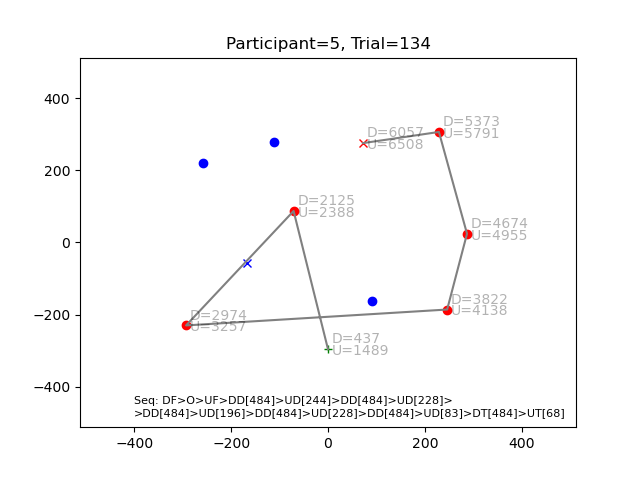 Participant=5, Trial=134
400
200
0
−200
−400
−400
−200
0
200
400
D=6057
U=6508
D=5373
U=5791
D=2125
U=2388
D=4674
U=4955
D=2974
U=3257
D=3822
U=4138
D=437
U=1489
Seq: DF>O>UF>DD[484]>UD[244]>DD[484]>UD[228]>
>DD[484]>UD[196]>DD[484]>UD[228]>DD[484]>UD[83]>DT[484]>UT[68]